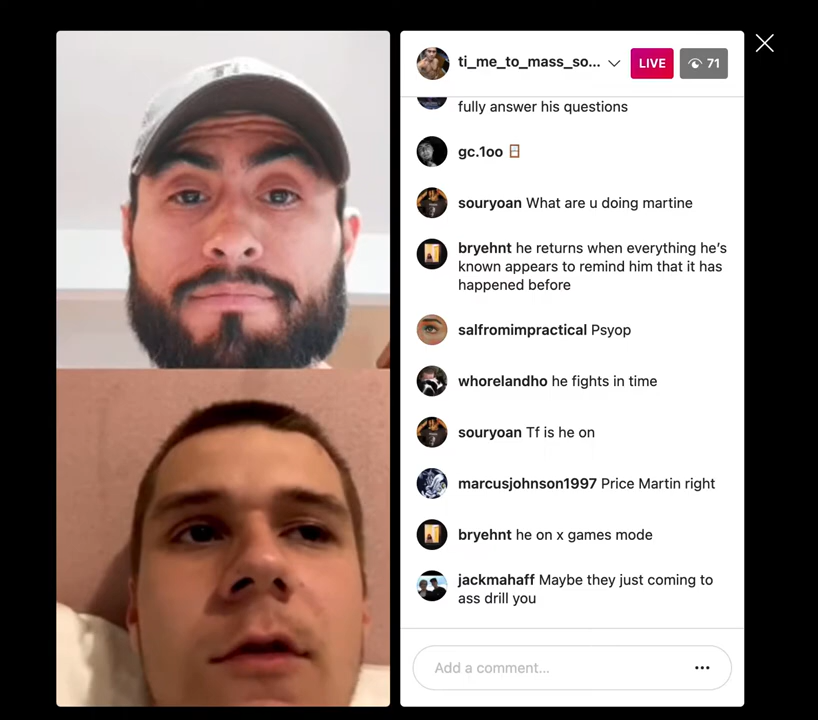 ti_me_to_mass_so...
LIVE
71
fully answer his questions
gc.1oo
souryoan What are u doing martine
bryehnt he returns when everything he's
known appears to remind him that it has
happened before
salfromimpractical Psyop
whorelandho he fights in time
souryoan Tf is he on
marcusjohnson1997 Price Martin right
bryehnt he on x games mode
jackmahaff Maybe they just coming to
ass drill you
Add a comment...